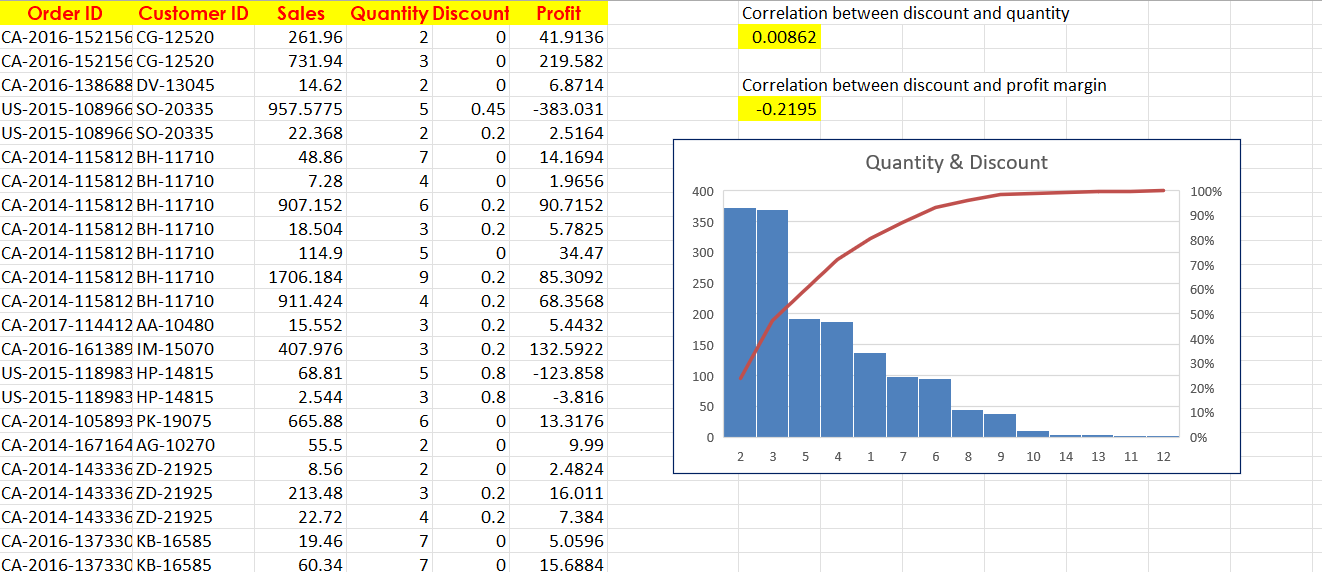 Order ID Customer ID Sales Quantity Discount Profit
CA-2016-152156 CG-12520 261.96 2 0 41.9136
CA-2016-152156 CG-12520 731.94 3 0 219.582
CA-2016-138688 DV-13045 14.62 2 0 6.8714
US-2015-108966 SO-20335 957.5775 5 0.45 -383.031
US-2015-108966 SO-20335 22.368 2 0.2 2.5164
CA-2014-115812 BH-11710 48.86 7 0 14.1694
CA-2014-115812 BH-11710 7.28 4 0 1.9656
CA-2014-115812 BH-11710 907.152 6 0.2 90.7152
CA-2014-115812 BH-11710 18.504 3 0.2 5.7825
CA-2014-115812 BH-11710 114.9 5 0 34.47
CA-2014-115812 BH-11710 1706.184 9 0.2 85.3092
CA-2014-115812 BH-11710 911.424 4 0.2 68.3568
CA-2017-114412 AA-10480 15.552 3 0.2 5.4432
CA-2016-161389 IM-15070 407.976 3 0.2 132.5922
US-2015-118983 HP-14815 68.81 5 0.8 -123.858
US-2015-118983 HP-14815 2.544 3 0.8 -3.816
CA-2014-105893 PK-19075 665.88 6 0 13.3176
CA-2014-167164 AG-10270 55.5 2 0 9.99
CA-2014-143336 ZD-21925 8.56 2 0 2.4824
CA-2014-143336 ZD-21925 213.48 3 0.2 16.011
CA-2014-143336 ZD-21925 22.72 4 0.2 7.384
CA-2016-137330 KB-16585 19.46 7 0 5.0596
CA-2016-137330 KB-16585 60.34 7 0 15.6884
Correlation between discount and quantity
0.00862
Correlation between discount and profit margin
-0.2195
Quantity & Discount
400 100%
350 90%
300 80%
250 70%
200 60%
150 50%
100 40%
50 30%
0 20%
10%
0%
2 3 5 4 1 7 6 8 9 10 14 13 11 12